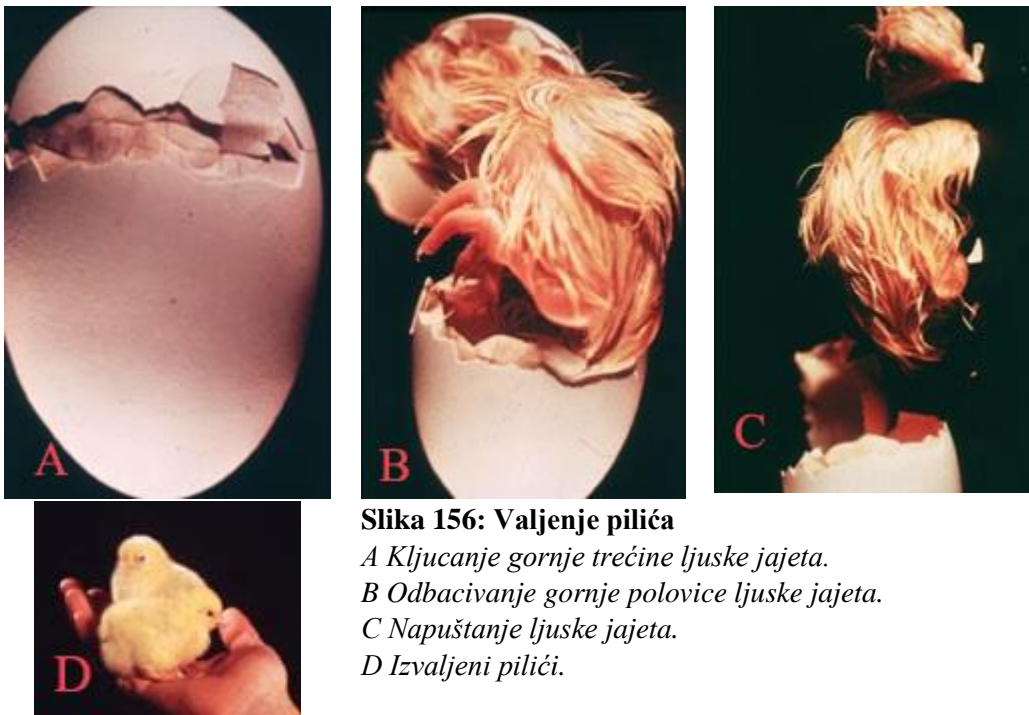 A
B
C
D
Slika 156: Valjenje pilića
A Kljucanje gornje trećine ljuske jajeta.
B Odbacivanje gornje polovice ljuske jajeta.
C Napuštanje ljuske jajeta.
D Izvaljeni pilići.